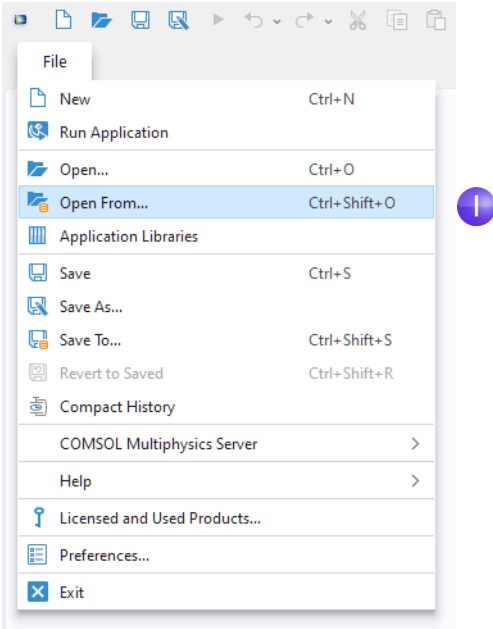 File
New Ctrl+N
Run Application
Open... Ctrl+O
Open From... Ctrl+Shift+O
Application Libraries
Save Ctrl+S
Save As...
Save To... Ctrl+Shift+S
Revert to Saved Ctrl+Shift+R
Compact History
COMSOL Multiphysics Server
Help
Licensed and Used Products...
Preferences...
Exit